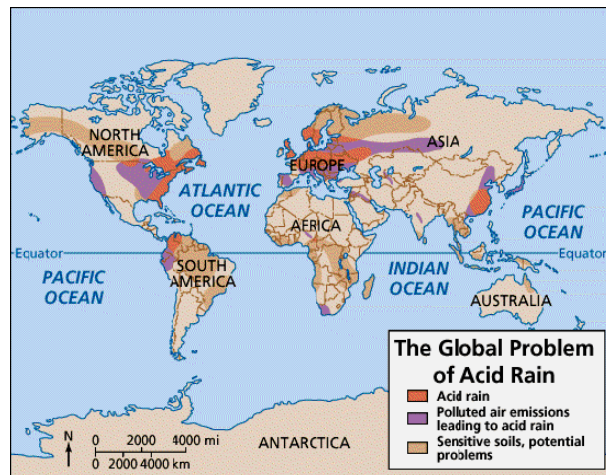 NORTH
AMERICA
EUROPE
ASIA
ATLANTIC
OCEAN
PACIFIC
OCEAN
AFRICA
Equator
Equator
PACIFIC
OCEAN
SOUTH
AMERICA
INDIAN
OCEAN
AUSTRALIA
The Global Problem
of Acid Rain
Acid rain
Polluted air emissions
leading to acid rain
Sensitive soils, potential
problems
N
0 2000 4000 mi
0 2000 4000 km
ANTARCTICA